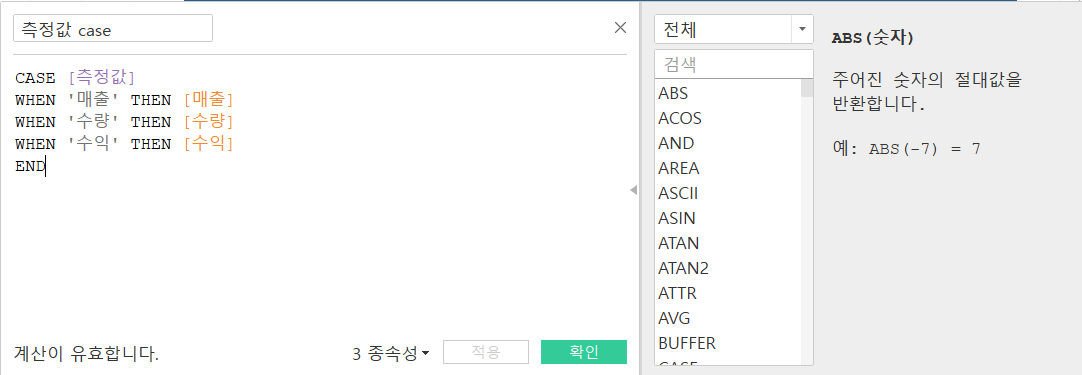 측정값 case
CASE [측정값]
WHEN '매출' THEN [매출]
WHEN '수량' THEN [수량]
WHEN '수익' THEN [수익]
END
계산이 유효합니다.
3 종속성
적용
확인
전체
검색
ABS
ACOS
AND
AREA
ASCII
ASIN
ATAN
ATAN2
ATTR
AVG
BUFFER
CASE
ABS(숫자)
주어진 숫자의 절대값을
반환합니다.
예: ABS(-7) = 7